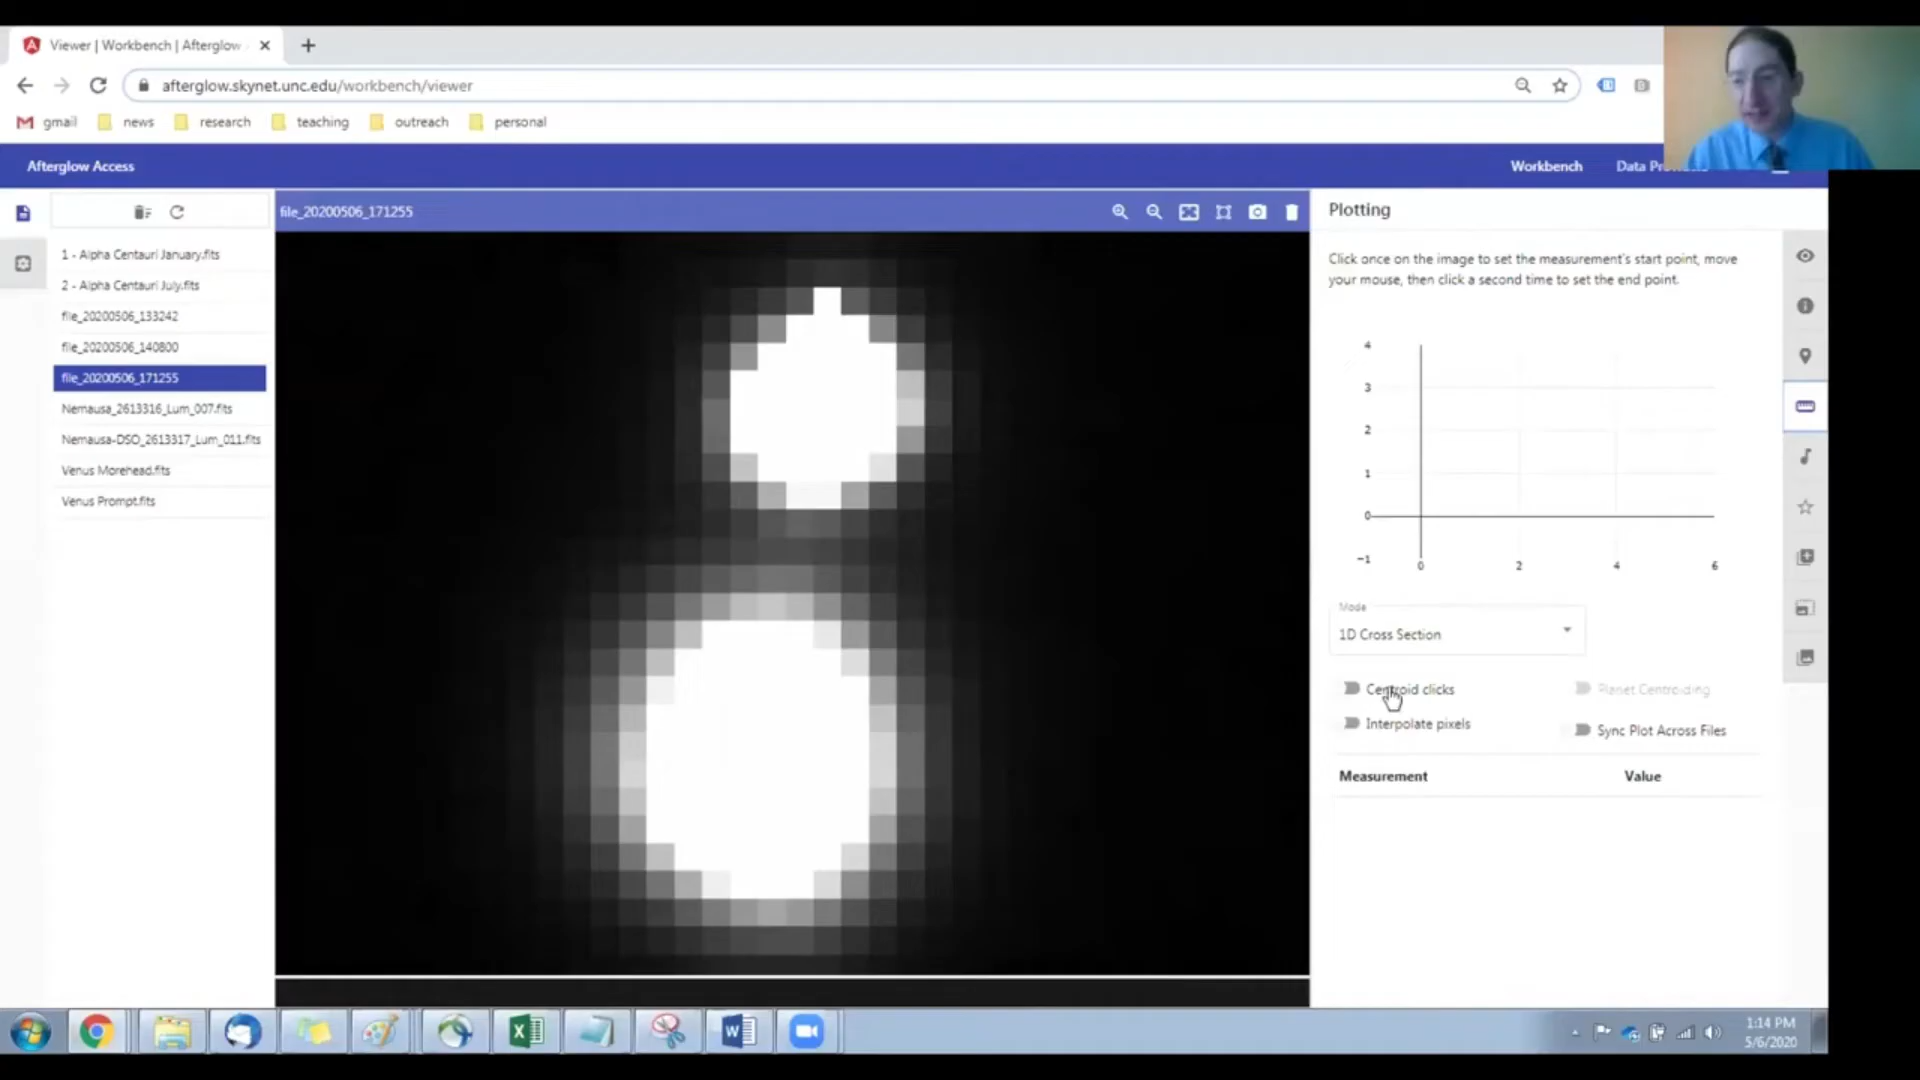 Viewer | Workbench | Afterglow
afterglow.skynet.unc.edu/workbench/viewer
gmail news research teaching outreach personal
Afterglow Access Workbench
Data
file_20200506_171255
Plotting
1 - Alpha Centauri January.fits
2 - Alpha Centauri July.fits
file_20200506_133242
file_20200506_140800
file_20200506_171255
Nemausa_2613316_Lum_007.fits
Nemausa-DSO_2613317_Lum_011.fits
Venus Morehead.fits
Venus Prompt.fits
Click once on the image to set the measurement's start point, move
your mouse, then click a second time to set the end point.
4
3
2
1
0
-1
0 2 4 6
Mode
1D Cross Section
Centroid clicks Planet Centroiding
Interpolate pixels Sync Plot Across Files
Measurement Value
1:14 PM
5/6/2020